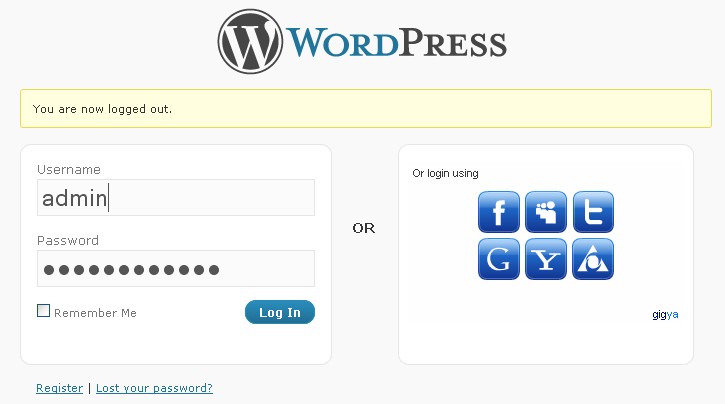 WORDPRESS
You are now logged out.
Username
admin
Password
OR
Remember Me
Log In
Or login using
f
t
G Y
gigya
Register | Lost your password?